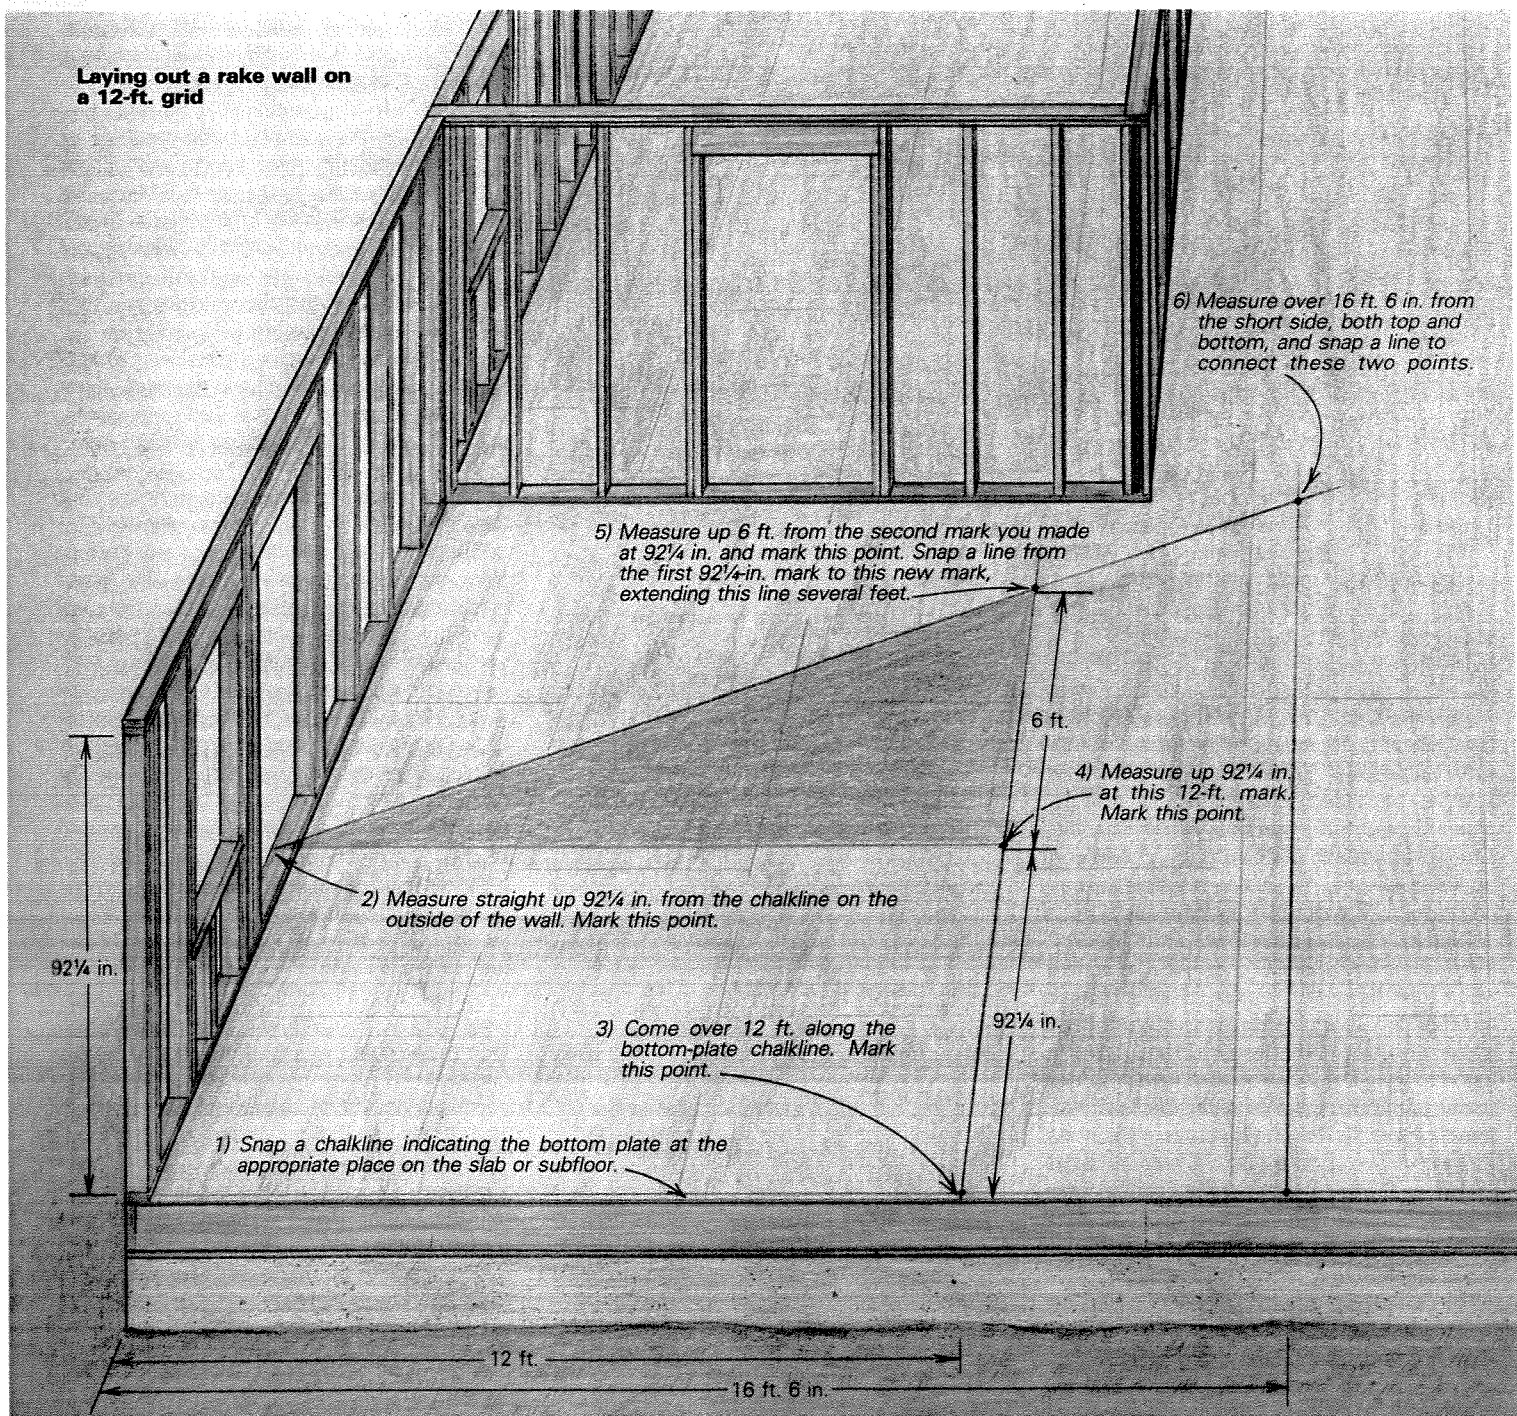 Laying out a rake wall on
a 12-ft. grid
6) Measure over 16 ft. 6 in. from
the short side, both top and
bottom, and snap a line to
connect these two points.
5) Measure up 6 ft. from the second mark you made
at 92¼ in. and mark this point. Snap a line from
the first 92¼-in. mark to this new mark,
extending this line several feet.
6 ft.
4) Measure up 92¼ in.
at this 12-ft. mark.
Mark this point.
2) Measure straight up 92¼ in. from the chalkline on the
outside of the wall. Mark this point.
92¼ in.
3) Come over 12 ft. along the
bottom-plate chalkline. Mark
this point.
92¼ in.
1) Snap a chalkline indicating the bottom plate at the
appropriate place on the slab or subfloor.
12 ft.
16 ft. 6 in.